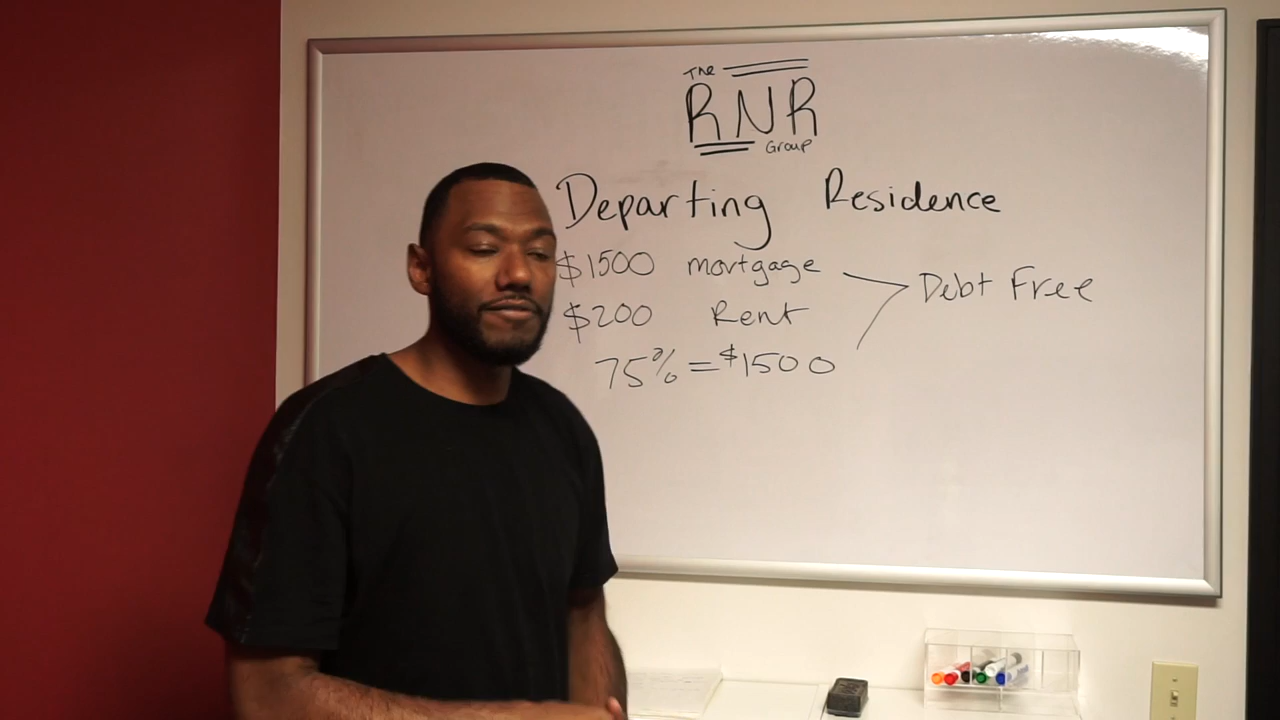 The
RNR
Group
Departing Residence
$1500 mortgage
$200 Rent
75% = $1500
Debt Free